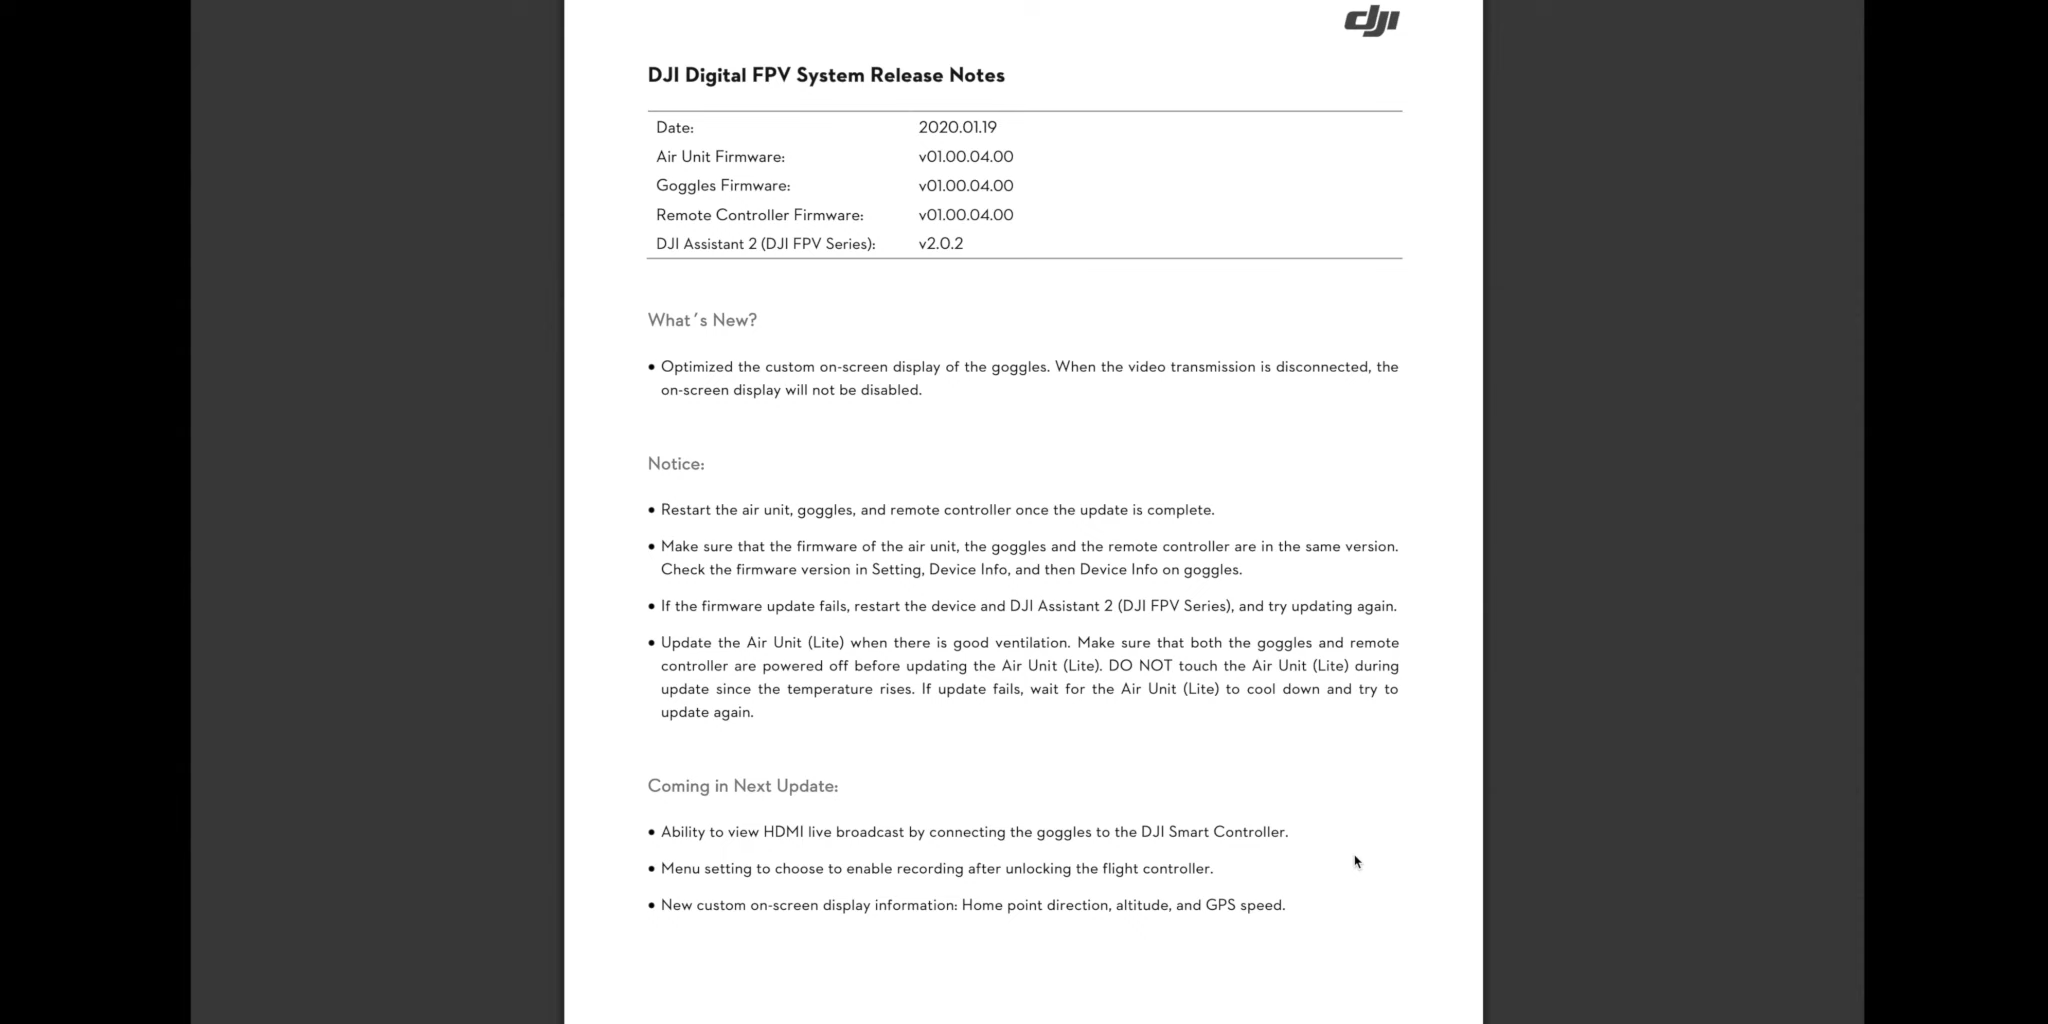 dji
DJI Digital FPV System Release Notes
Date: 2020.01.19
Air Unit Firmware: v01.00.04.00
Goggles Firmware: v01.00.04.00
Remote Controller Firmware: v01.00.04.00
DJI Assistant 2 (DJI FPV Series): v2.0.2
What´s New?
• Optimized the custom on-screen display of the goggles. When the video transmission is disconnected, the
on-screen display will not be disabled.
Notice:
• Restart the air unit, goggles, and remote controller once the update is complete.
• Make sure that the firmware of the air unit, the goggles and the remote controller are in the same version.
Check the firmware version in Setting, Device Info, and then Device Info on goggles.
• If the firmware update fails, restart the device and DJI Assistant 2 (DJI FPV Series), and try updating again.
• Update the Air Unit (Lite) when there is good ventilation. Make sure that both the goggles and remote
controller are powered off before updating the Air Unit (Lite). DO NOT touch the Air Unit (Lite) during
update since the temperature rises. If update fails, wait for the Air Unit (Lite) to cool down and try to
update again.
Coming in Next Update:
• Ability to view HDMI live broadcast by connecting the goggles to the DJI Smart Controller.
• Menu setting to choose to enable recording after unlocking the flight controller.
• New custom on-screen display information: Home point direction, altitude, and GPS speed.